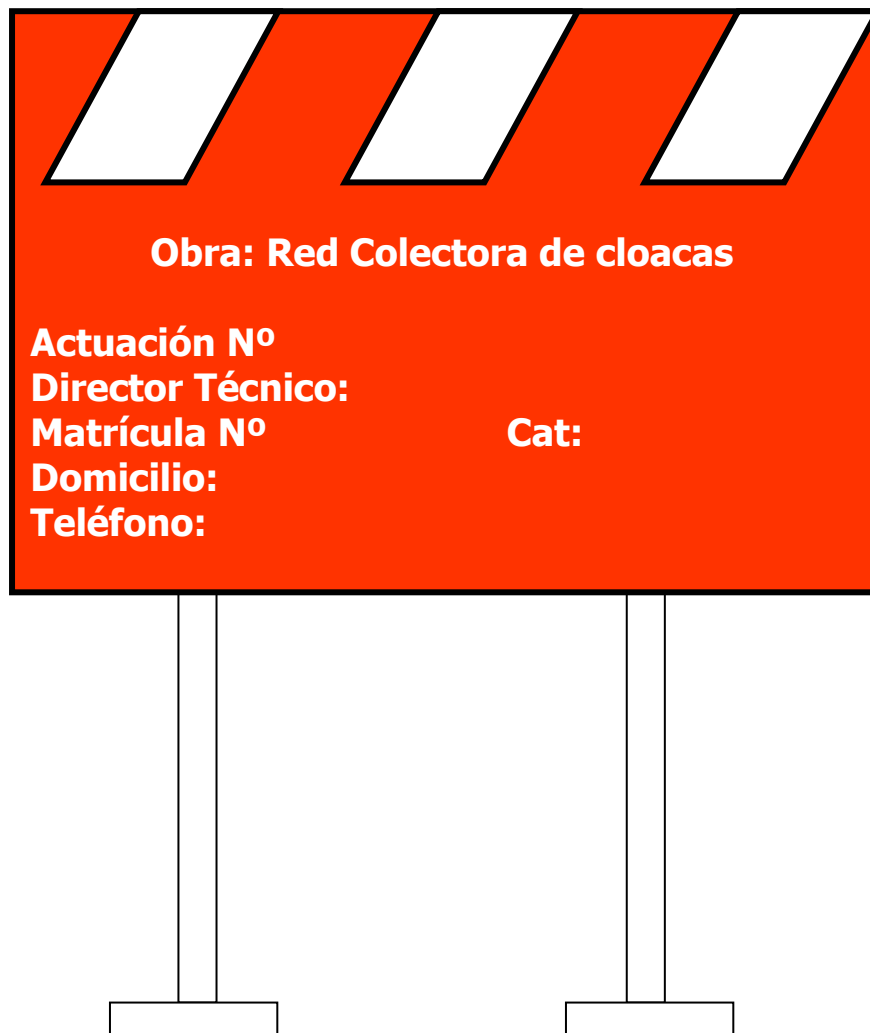 Obra: Red Colectora de cloacas
Actuación Nº
Director Técnico:
Matrícula Nº Cat:
Domicilio:
Teléfono: